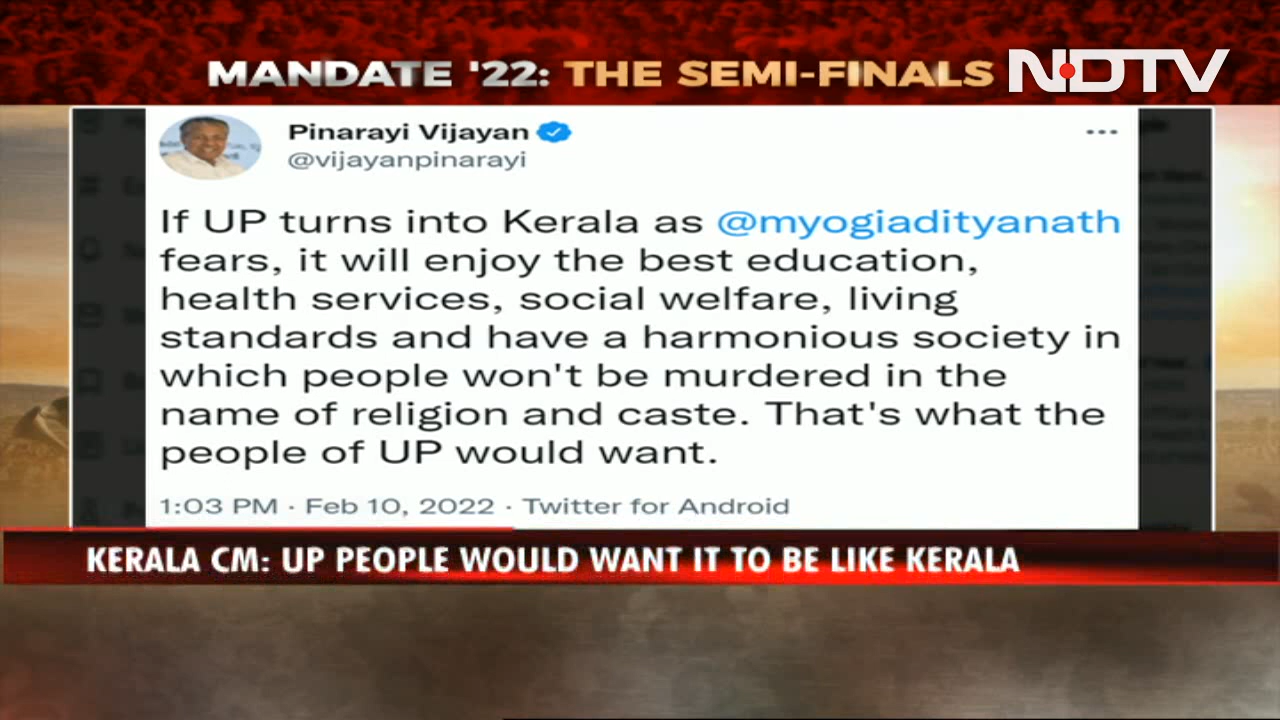 MANDATE '22: THE SEMI-FINALS
NDTV
Pinarayi Vijayan
@vijayanpinarayi
If UP turns into Kerala as @myogiadityanath
fears, it will enjoy the best education,
health services, social welfare, living
standards and have a harmonious society in
which people won't be murdered in the
name of religion and caste. That's what the
people of UP would want.
1:03 PM · Feb 10, 2022 · Twitter for Android
KERALA CM: UP PEOPLE WOULD WANT IT TO BE LIKE KERALA